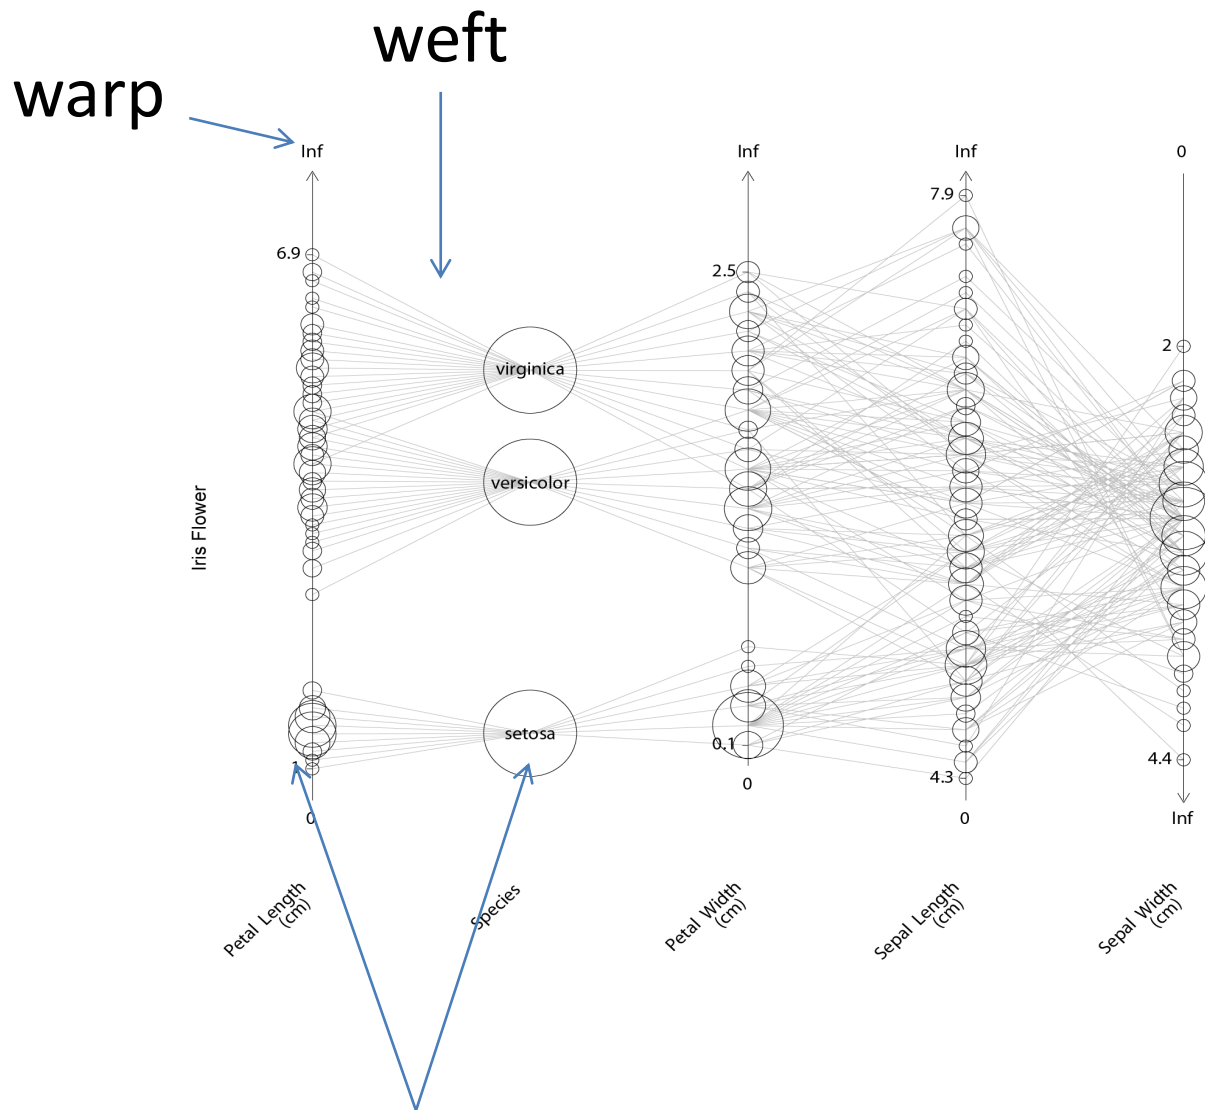 weft
warp
Inf
Inf
Inf
0
7.9
6.9
2.5
2
virginica
versicolor
Iris Flower
setosa
0.1
4.4
1
4.3
0
0
0
Inf
Petal Length
(cm)
Species
Petal Width
(cm)
Sepal Length
(cm)
Sepal Width
(cm)